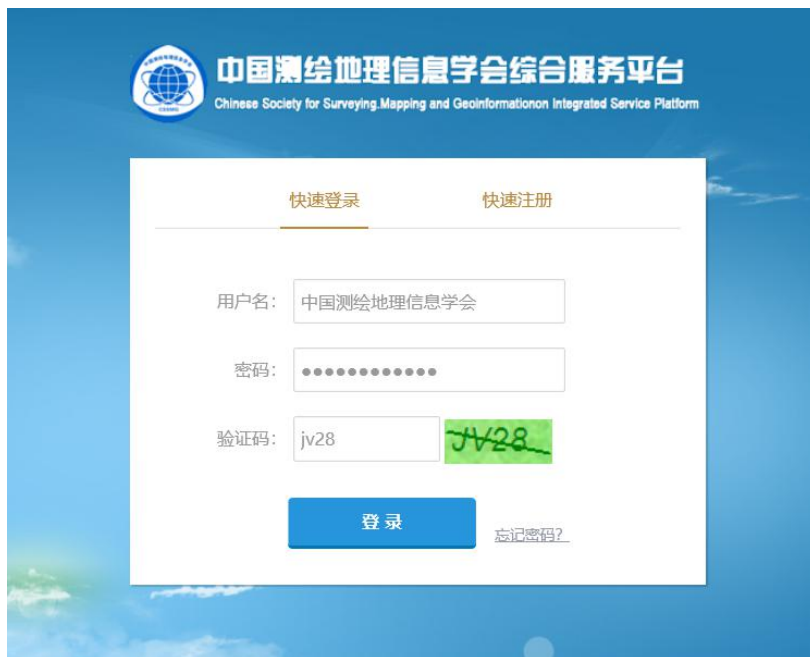 中国测绘地理信息学会综合服务平台
Chinese Society for Surveying.Mapping and Geoinformationon Integrated Service Platform
快速登录 快速注册
用户名: 中国测绘地理信息学会
密码: ●●●●●●●●●●●●
验证码: jv28 JV28
登 录 忘记密码?